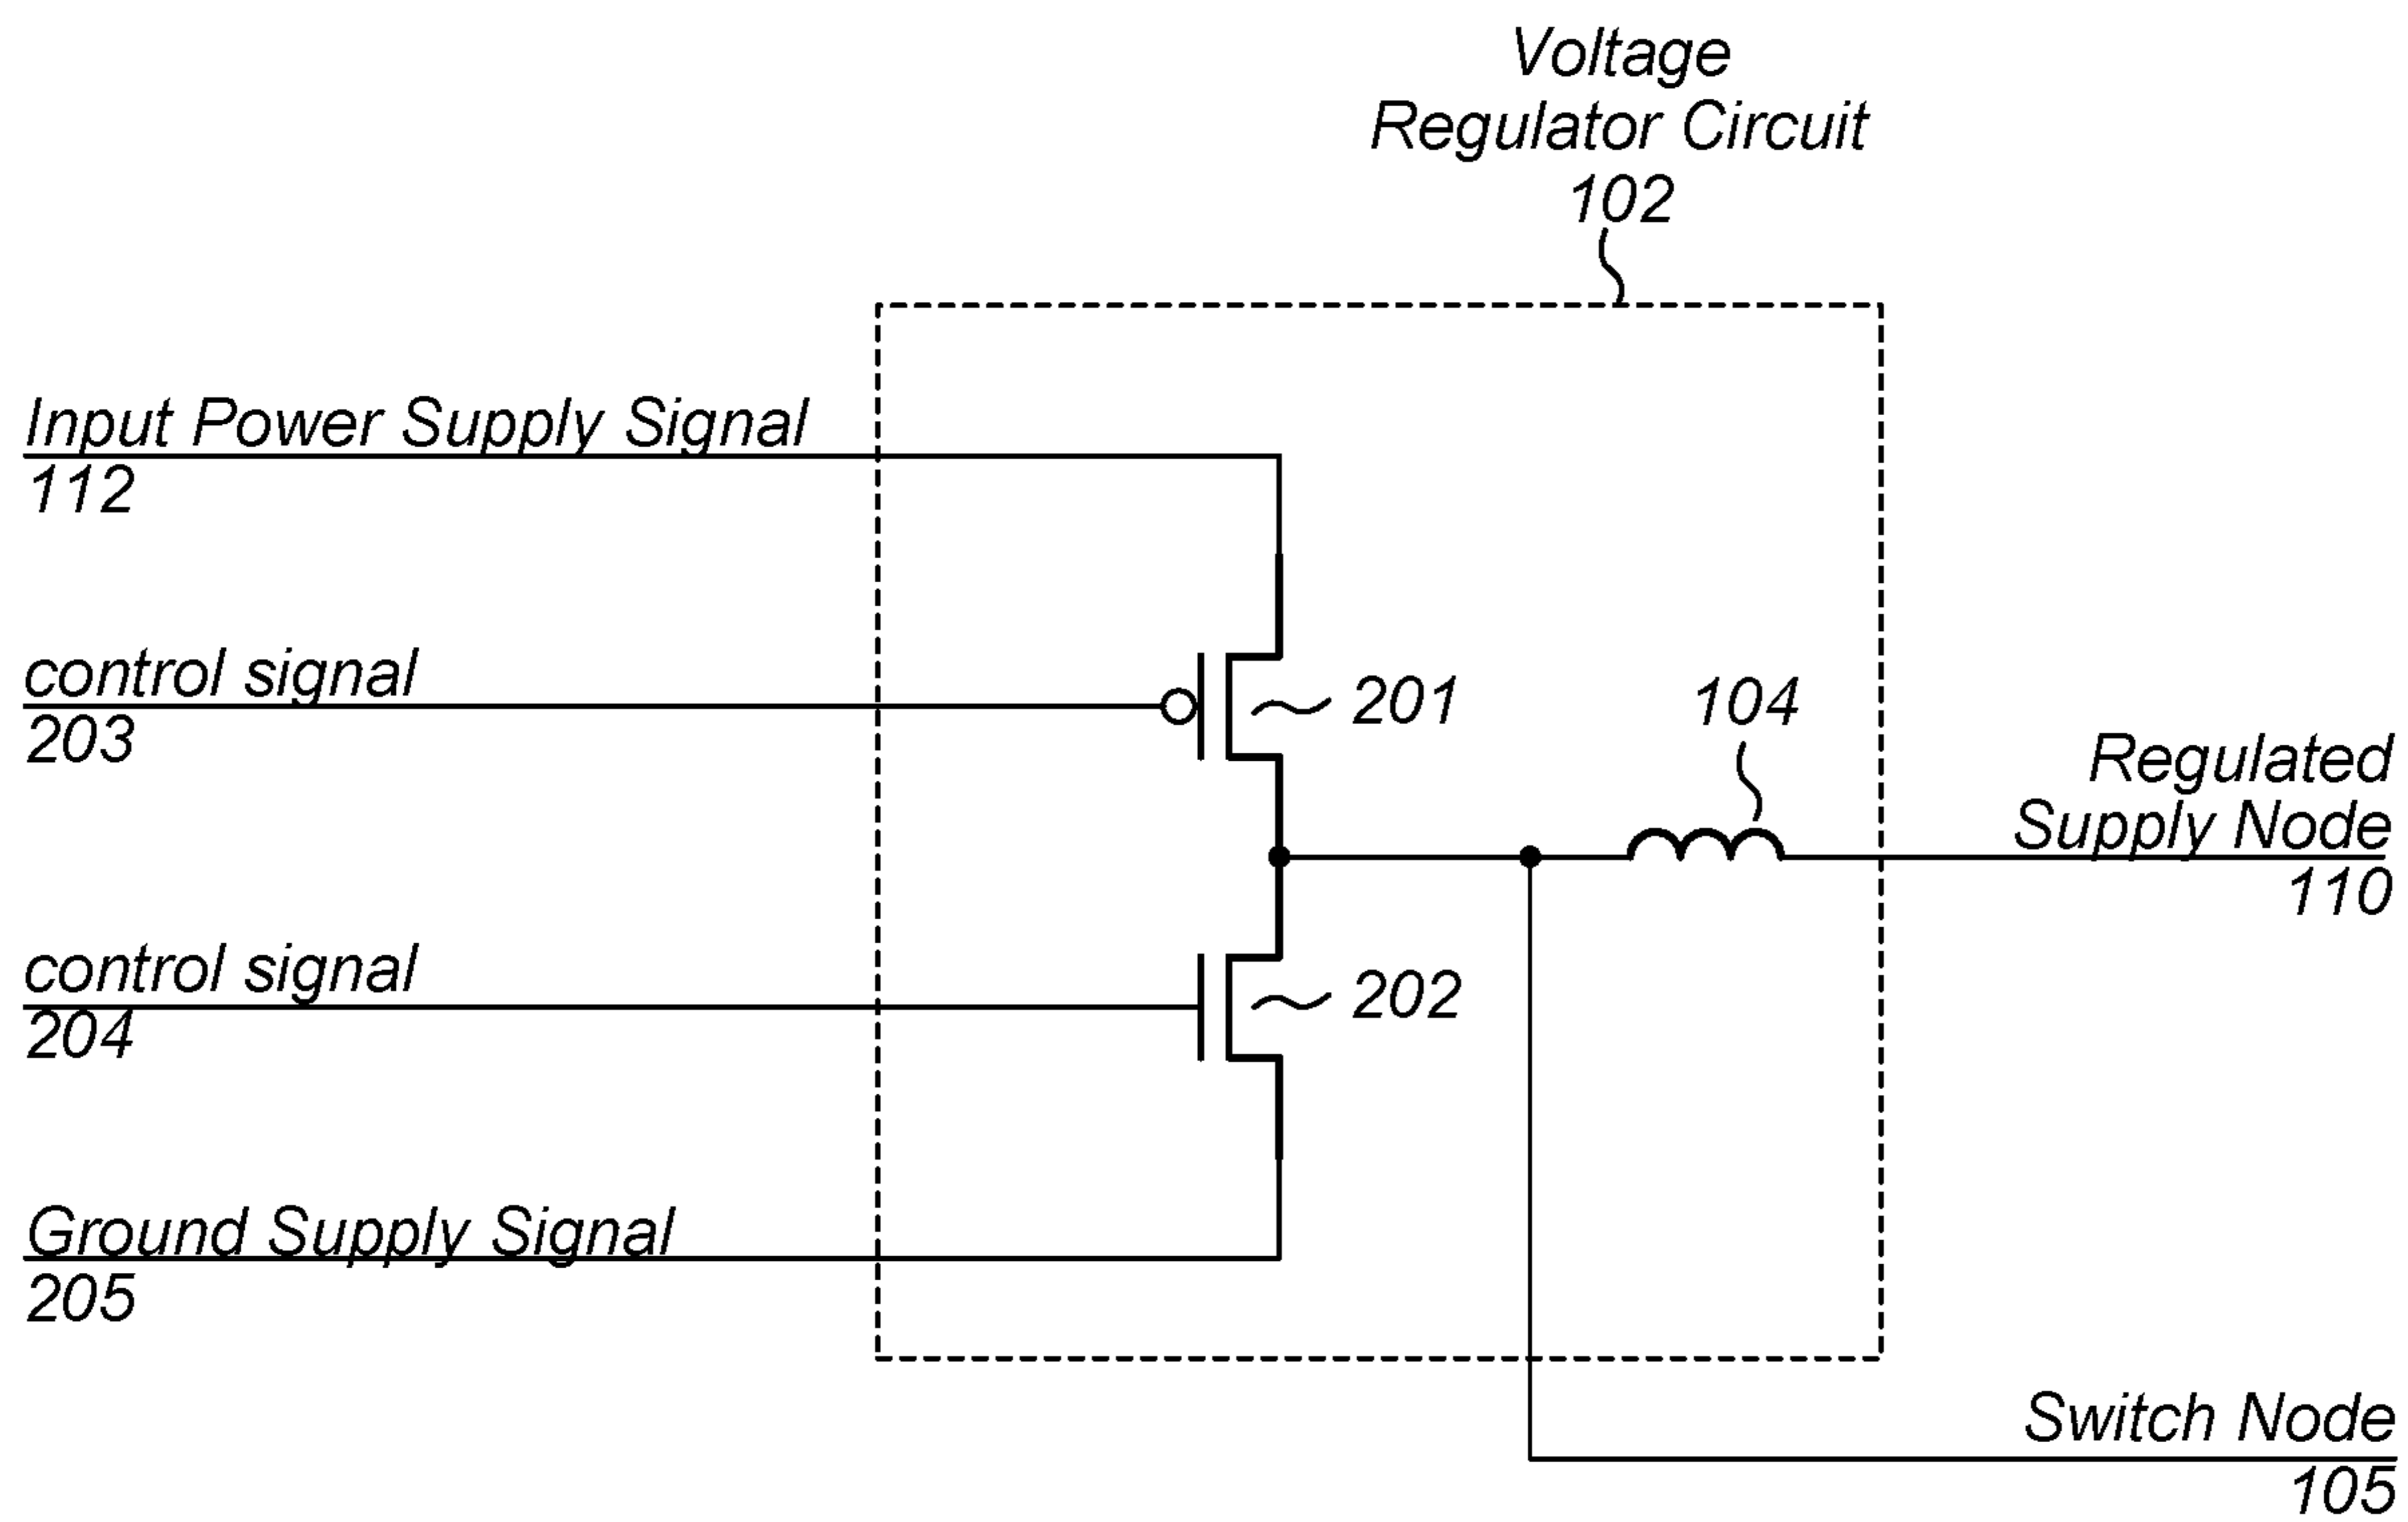 Voltage
Regulator Circuit
102
Input Power Supply Signal
112
control signal
203
201
104
Regulated
Supply Node
110
control signal
204
202
Ground Supply Signal
205
Switch Node
105